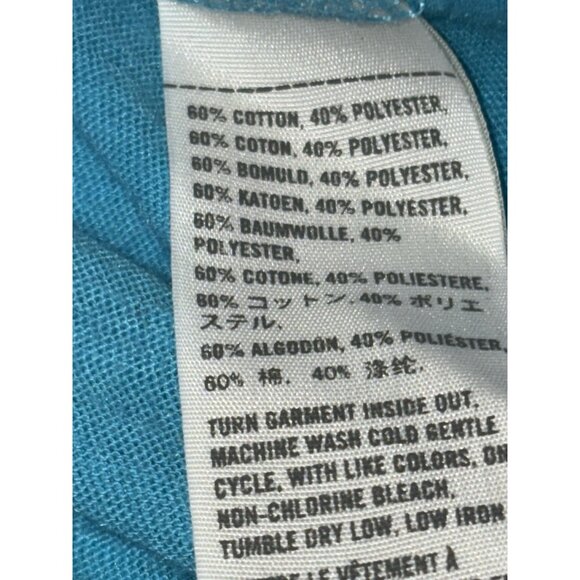 60% COTTON, 40% POLYESTER,
60% COTON, 40% POLYESTER,
60% BOMULD, 40% POLYESTER,
60% KATOEN, 40% POLYESTER,
60% BAUMWOLLE, 40%
POLYESTER,
60% COTONE, 40% POLIESTERE,
60% コットン, 40% ポリエ
ステル.
60% ALGODON, 40% POLIÉSTER,
60% 棉. 40% 涤纶.
TURN GARMENT INSIDE OUT,
MACHINE WASH COLD GENTLE
CYCLE, WITH LIKE COLORS, ON
NON-CHLORINE BLEACH,
TUMBLE DRY LOW, LOW IRON
LE VÊTEMENT À